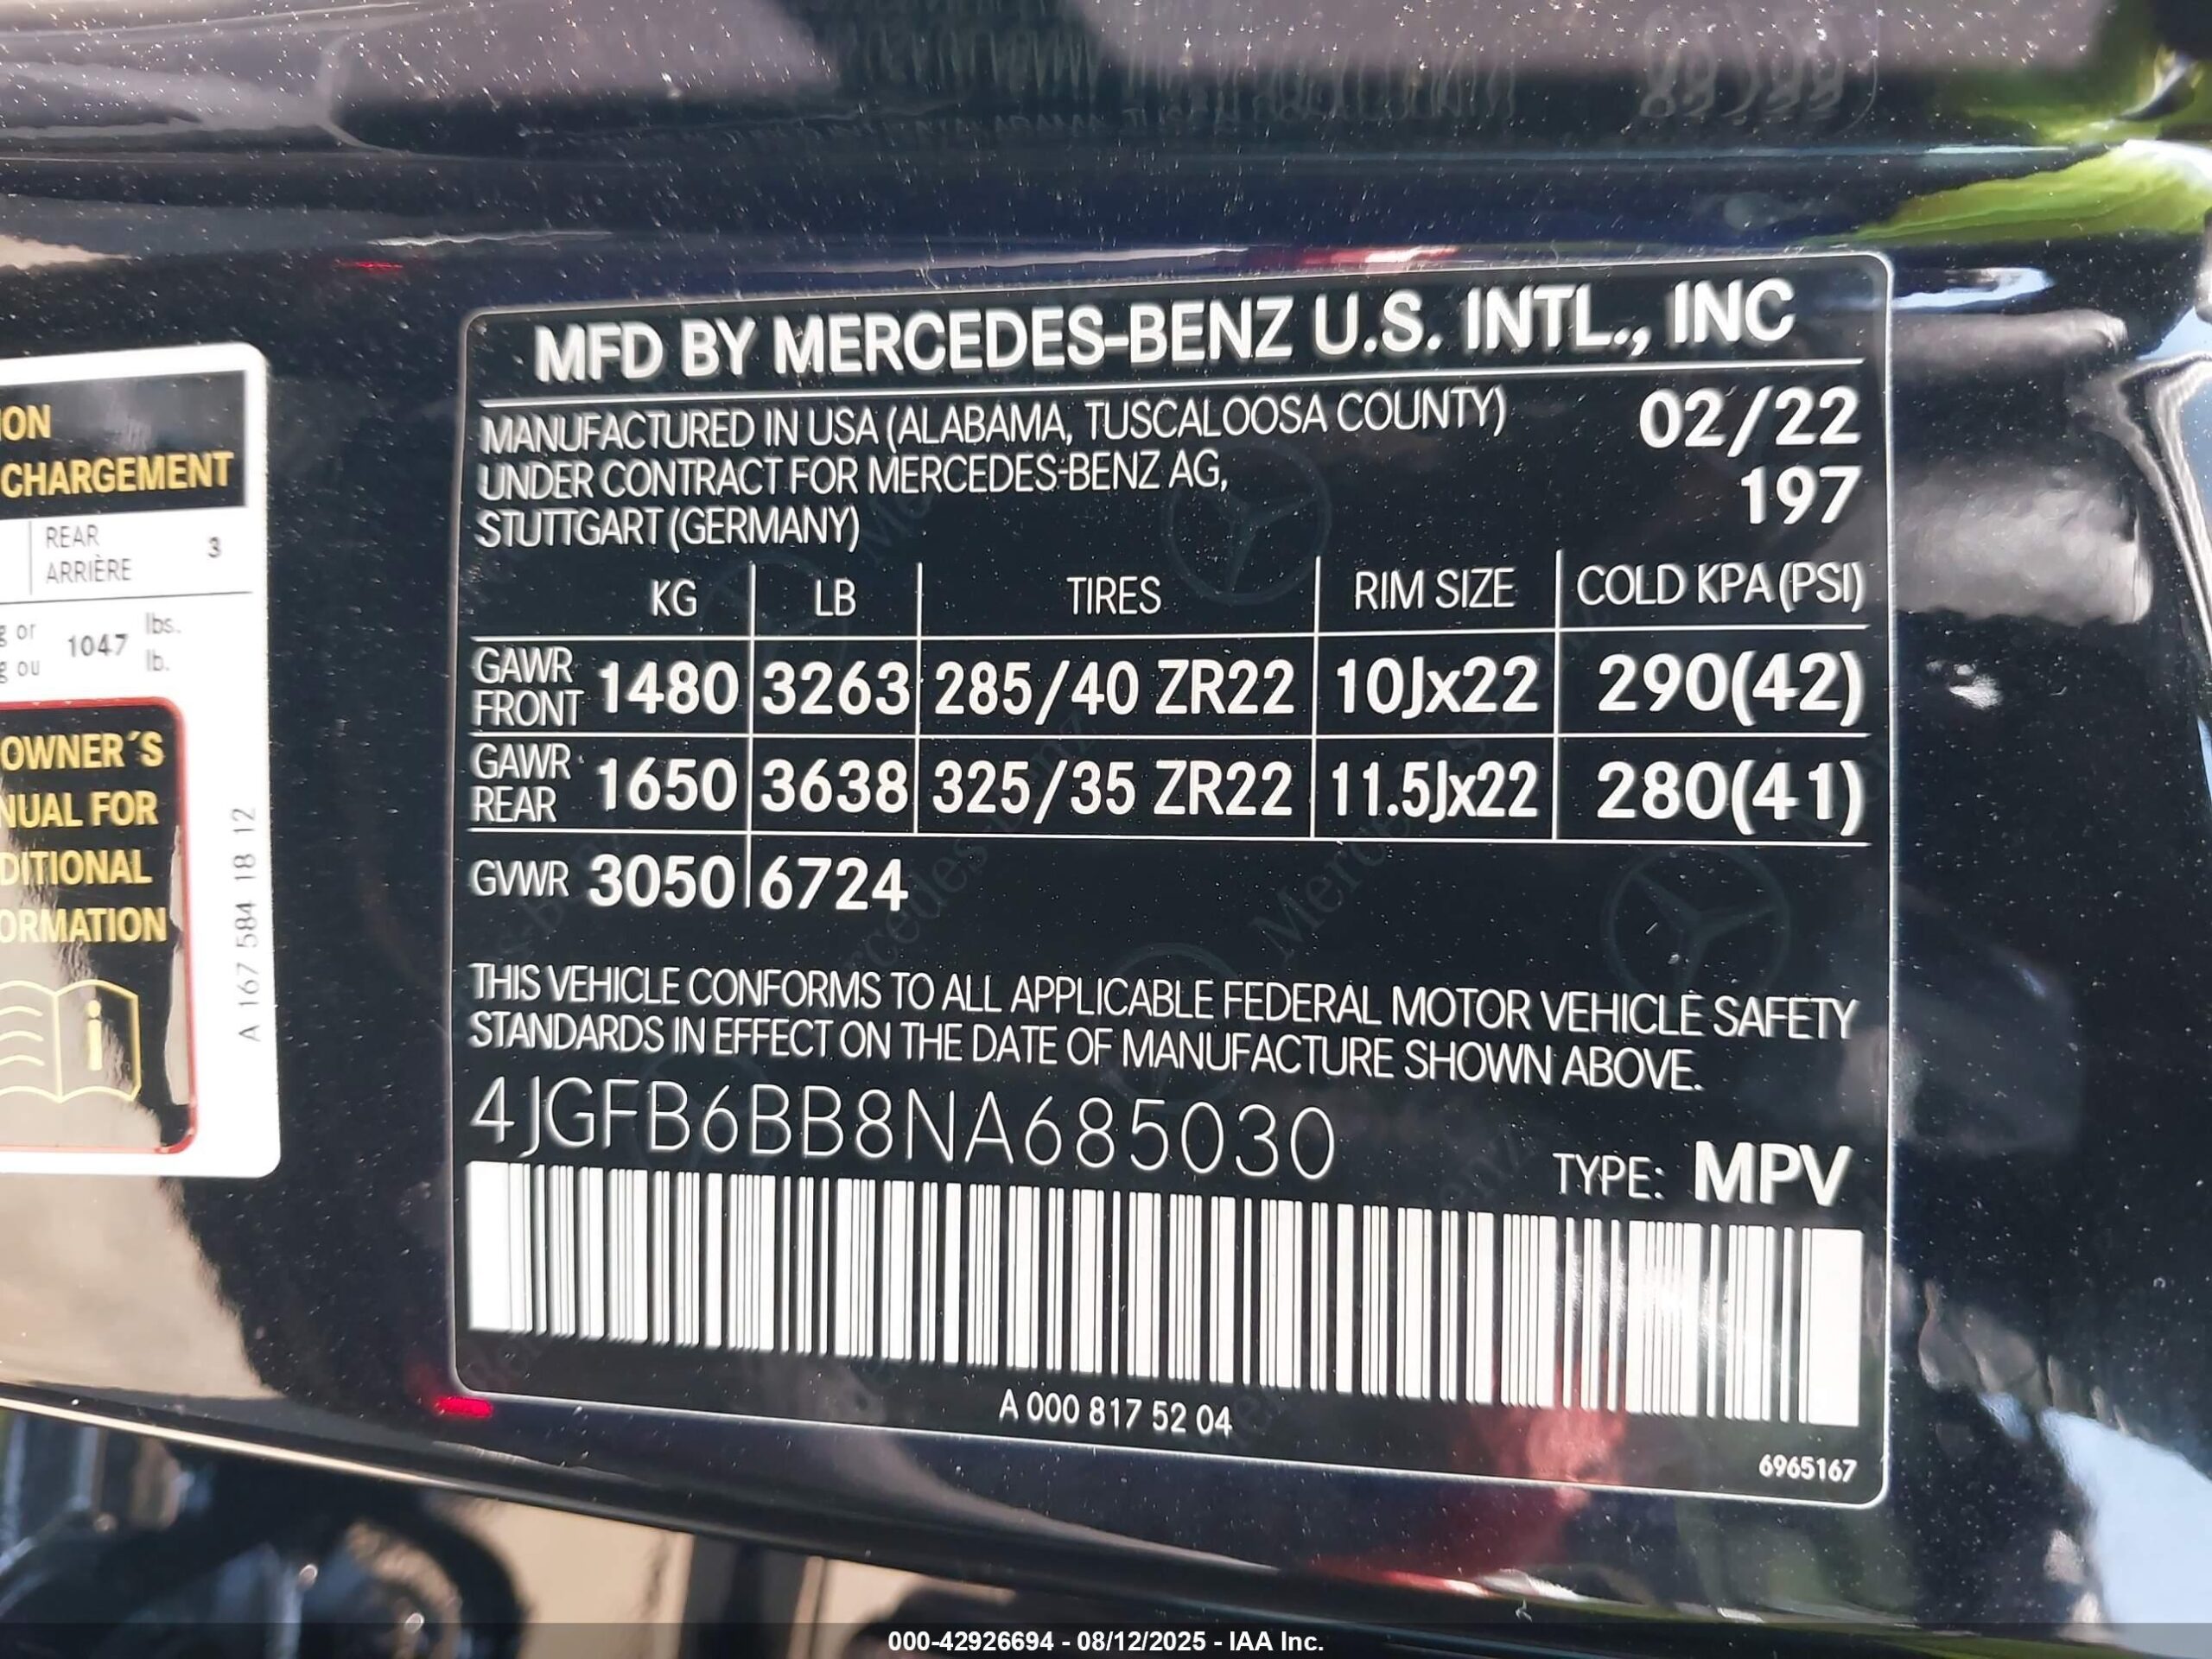 ION
CHARGEMENT
REAR
ARRIÈRE
3
g or
g ou
1047
lbs.
lb.
OWNER´S
NUAL FOR
DITIONAL
ORMATION
i
A 167 584 18 12
MFD BY MERCEDES-BENZ U.S. INTL., INC
MANUFACTURED IN USA (ALABAMA, TUSCALOOSA COUNTY) 02/22
UNDER CONTRACT FOR MERCEDES-BENZ AG, 197
STUTTGART (GERMANY)
KG LB TIRES RIM SIZE COLD KPA (PSI)
GAWR FRONT 1480 3263 285/40 ZR22 10Jx22 290(42)
GAWR REAR 1650 3638 325/35 ZR22 11.5Jx22 280(41)
GVWR 3050 6724
THIS VEHICLE CONFORMS TO ALL APPLICABLE FEDERAL MOTOR VEHICLE SAFETY
STANDARDS IN EFFECT ON THE DATE OF MANUFACTURE SHOWN ABOVE.
4JGFB6BB8NA685030
TYPE: MPV
A 000 817 52 04
6965167
000-42926694 - 08/12/2025 - IAA Inc.